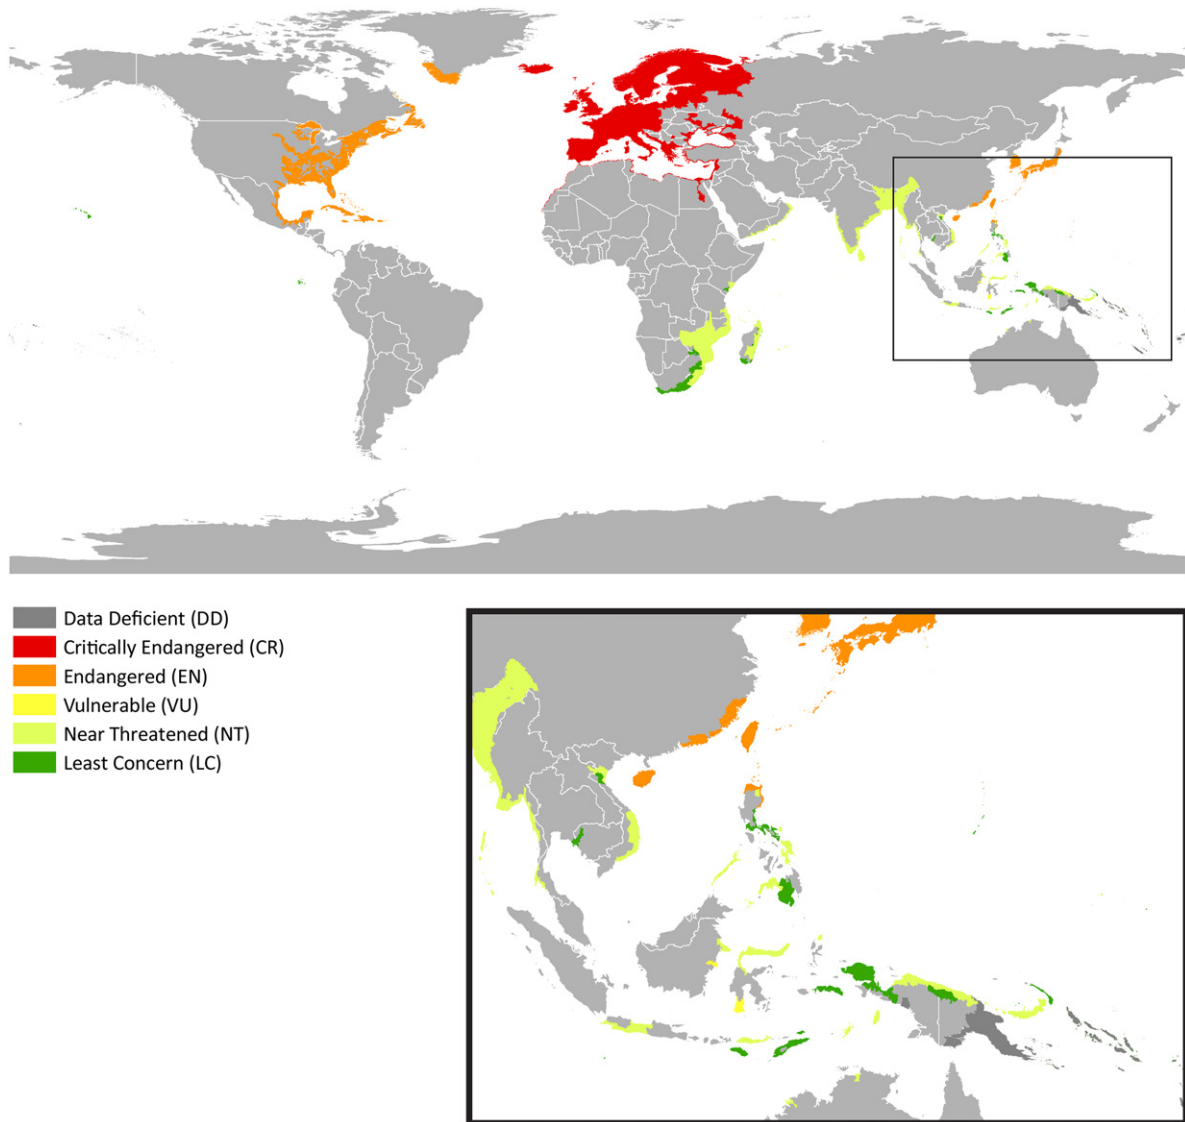 Data Deficient (DD)
Critically Endangered (CR)
Endangered (EN)
Vulnerable (VU)
Near Threatened (NT)
Least Concern (LC)